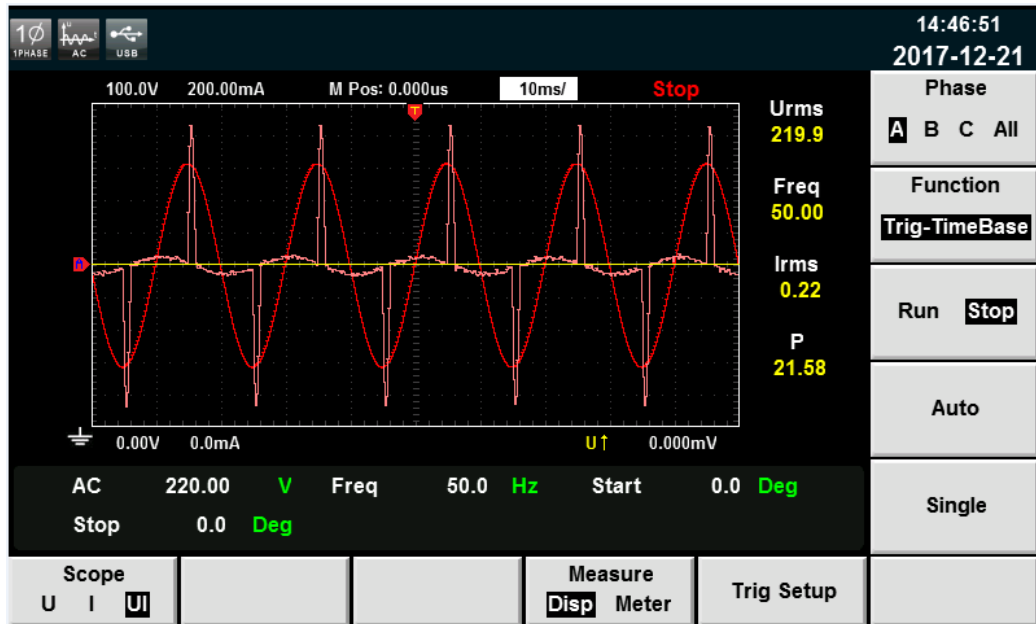 1Ø U t 14:46:51
1PHASE AC USB 2017-12-21
100.0V 200.00mA M Pos: 0.000us 10ms/ Stop
T
Urms
219.9
Freq
50.00
A
Irms
0.22
P
21.58
0.00V 0.0mA U↑ 0.000mV
AC 220.00 V Freq 50.0 Hz Start 0.0 Deg
Stop 0.0 Deg
Phase
A B C All
Function
Trig-TimeBase
Run Stop
Auto
Single
Scope
U I UI
Measure
Disp Meter
Trig Setup